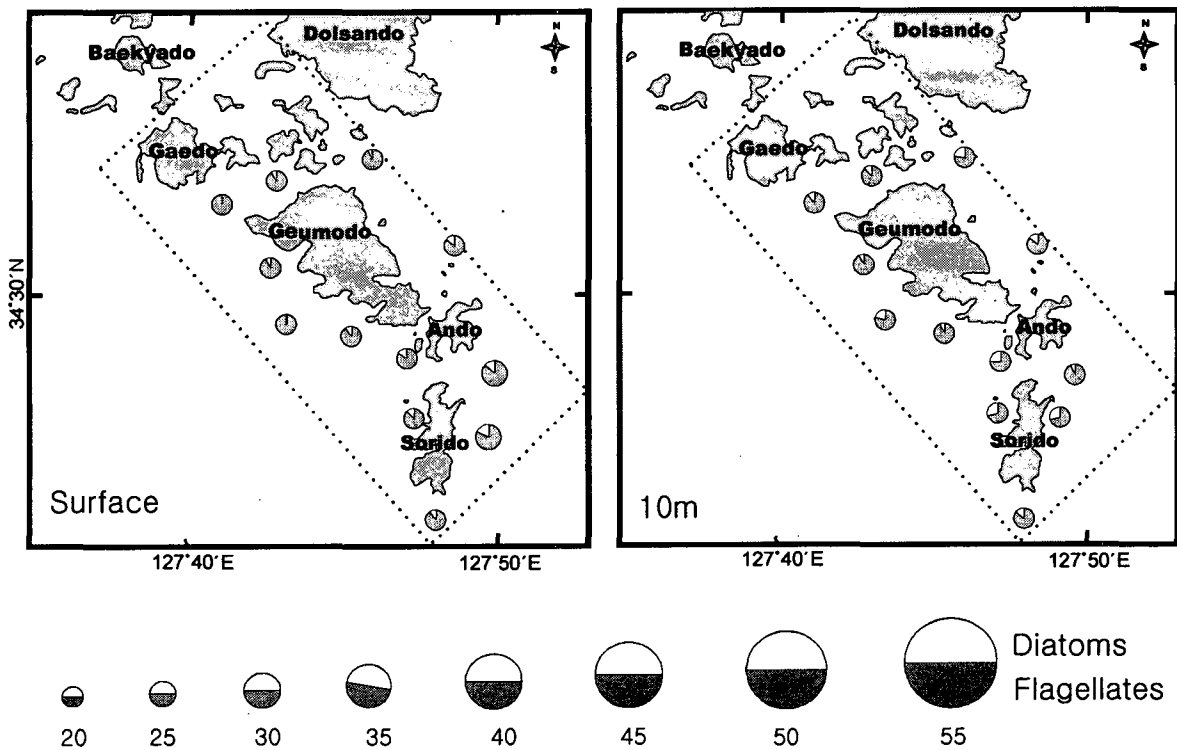 Dolsando
Baekyado
N
S
Gaedo
Geumodo
34°30′N
Ando
Sorido
Surface
127°40′E
127°50′E
Dolsando
Baekyado
N
S
Gaedo
Geumodo
Ando
Sorido
10m
127°40′E
127°50′E
Diatoms
Flagellates
20 25 30 35 40 45 50 55